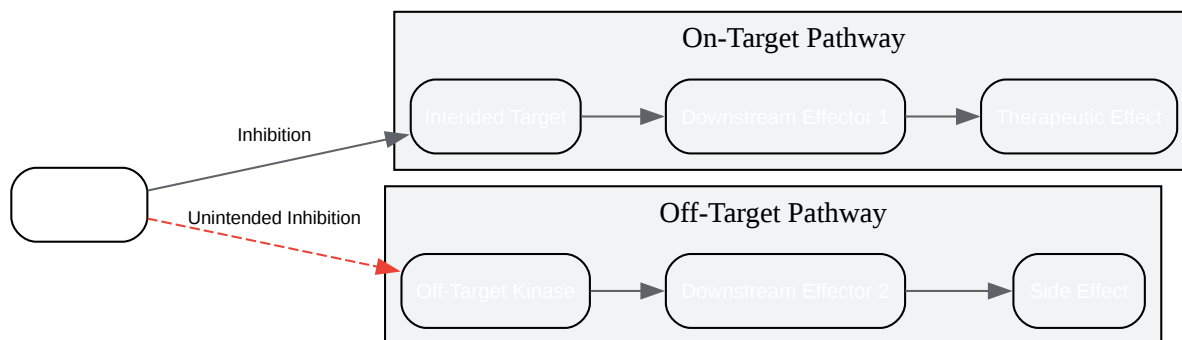 On-Target Pathway
Intended Target
Downstream Effector 1
Therapeutic Effect
Inhibition
Unintended Inhibition
Off-Target Pathway
Off-Target Kinase
Downstream Effector 2
Side Effect